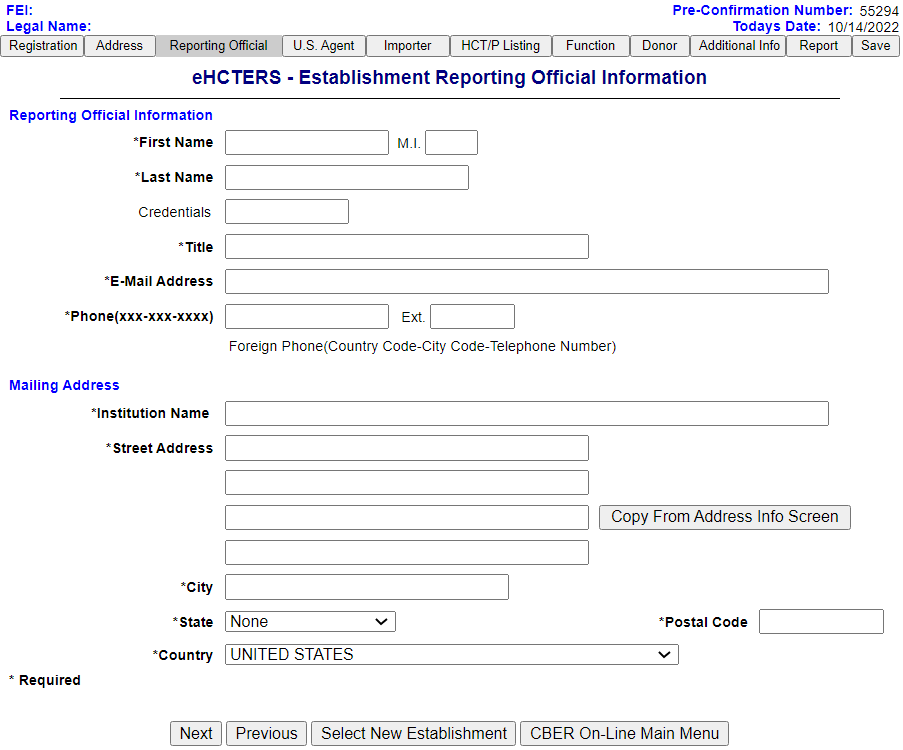 FEI: Pre-Confirmation Number: 55294
Legal Name: Todays Date: 10/14/2022
Registration Address Reporting Official U.S. Agent Importer HCT/P Listing Function Donor Additional Info Report Save
eHCTERS - Establishment Reporting Official Information
Reporting Official Information
*First Name M.I.
*Last Name
Credentials
*Title
*E-Mail Address
*Phone(xxx-xxx-xxxx) Ext.
Foreign Phone(Country Code-City Code-Telephone Number)
Mailing Address
*Institution Name
*Street Address
Copy From Address Info Screen
*City
*State None *Postal Code
*Country UNITED STATES
* Required
Next Previous Select New Establishment CBER On-Line Main Menu